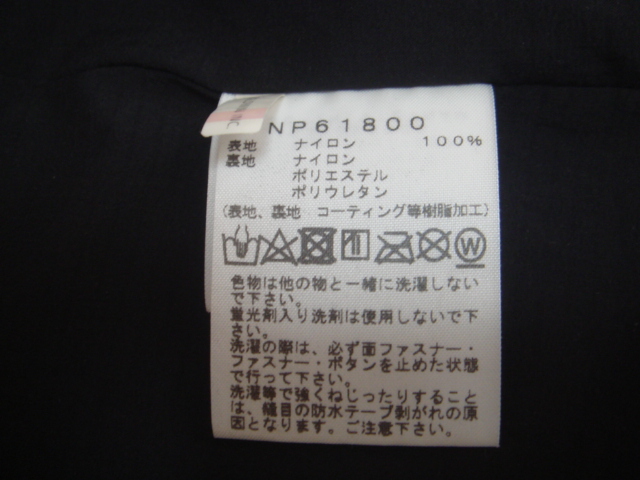 NP61800
表地 ナイロン 100%
裏地 ナイロン
ポリエステル
ポリウレタン
(表地、裏地 コーティング等樹脂加工)
W
色物は他の物と一緒に洗濯しない
で下さい。
蛍光剤入り洗剤は使用しないで下
さい。
洗濯の際は、必ず面ファスナー・
ファスナー・ボタンを止めた状態
で行って下さい。
洗濯等で強くねじったりすること
は、縫目の防水テープ剥がれの原
因となります。ご注意下さい。